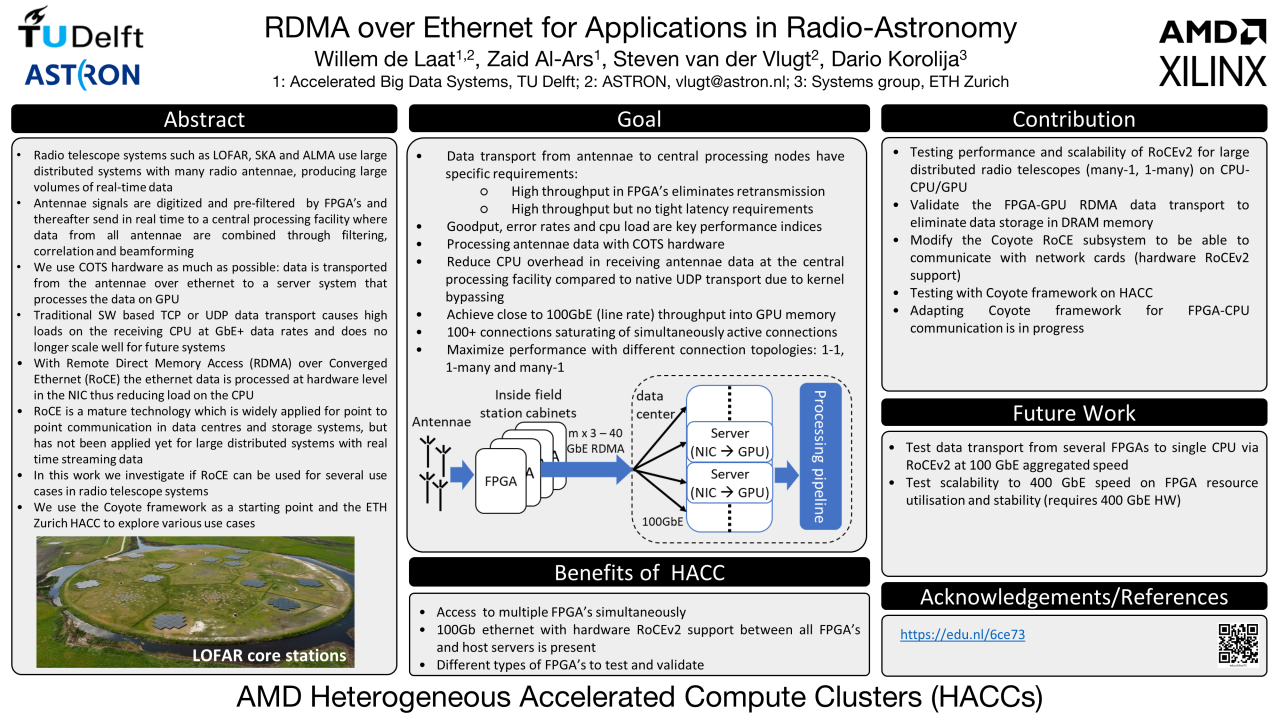 TU Delft
ASTRON
RDMA over Ethernet for Applications in Radio-Astronomy
Willem de Laat1,2, Zaid Al-Ars1, Steven van der Vlugt2, Dario Korolija3
1: Accelerated Big Data Systems, TU Delft; 2: ASTRON, vlugt@astron.nl; 3: Systems group, ETH Zurich
AMD
XILINX
Abstract
• Radio telescope systems such as LOFAR, SKA and ALMA use large
distributed systems with many radio antennae, producing large
volumes of real-time data
• Antennae signals are digitized and pre-filtered by FPGA's and
thereafter send in real time to a central processing facility where
data from all antennae are combined through filtering,
correlation and beamforming
• We use COTS hardware as much as possible: data is transported
from the antennae over ethernet to a server system that
processes the data on GPU
• Traditional SW based TCP or UDP data transport causes high
loads on the receiving CPU at GbE+ data rates and does no
longer scale well for future systems
• With Remote Direct Memory Access (RDMA) over Converged
Ethernet (RoCE) the ethernet data is processed at hardware level
in the NIC thus reducing load on the CPU
• RoCE is a mature technology which is widely applied for point to
point communication in data centres and storage systems, but
has not been applied yet for large distributed systems with real
time streaming data
• In this work we investigate if RoCE can be used for several use
cases in radio telescope systems
• We use the Coyote framework as a starting point and the ETH
Zurich HACC to explore various use cases
LOFAR core stations
Goal
• Data transport from antennae to central processing nodes have
specific requirements:
○ High throughput in FPGA's eliminates retransmission
○ High throughput but no tight latency requirements
• Goodput, error rates and cpu load are key performance indices
• Processing antennae data with COTS hardware
• Reduce CPU overhead in receiving antennae data at the central
processing facility compared to native UDP transport due to kernel
bypassing
• Achieve close to 100GbE (line rate) throughput into GPU memory
• 100+ connections saturating of simultaneously active connections
• Maximize performance with different connection topologies: 1-1,
1-many and many-1
Antennae
Inside field
station cabinets
FPGA
A
A
m x 3 – 40
GbE RDMA
data
center
100GbE
Server
(NIC → GPU)
Server
(NIC → GPU)
Processing pipeline
Benefits of HACC
• Access to multiple FPGA's simultaneously
• 100Gb ethernet with hardware RoCEv2 support between all FPGA's
and host servers is present
• Different types of FPGA's to test and validate
Contribution
• Testing performance and scalability of RoCEv2 for large
distributed radio telescopes (many-1, 1-many) on CPU-
CPU/GPU
• Validate the FPGA-GPU RDMA data transport to
eliminate data storage in DRAM memory
• Modify the Coyote RoCE subsystem to be able to
communicate with network cards (hardware RoCEv2
support)
• Testing with Coyote framework on HACC
• Adapting Coyote framework for FPGA-CPU
communication is in progress
Future Work
• Test data transport from several FPGAs to single CPU via
RoCEv2 at 100 GbE aggregated speed
• Test scalability to 400 GbE speed on FPGA resource
utilisation and stability (requires 400 GbE HW)
Acknowledgements/References
https://edu.nl/6ce73
AMD Heterogeneous Accelerated Compute Clusters (HACCs)